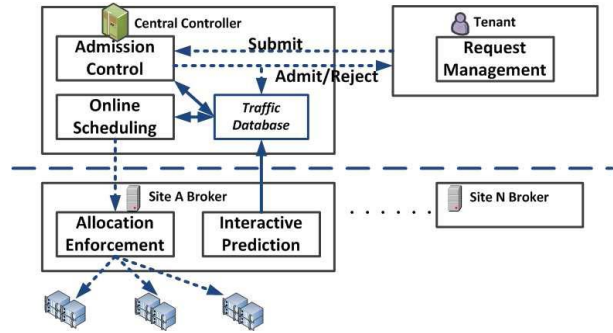 Central Controller
Tenant
Admission
Control
Submit
Request
Management
Admit/Reject
Online
Scheduling
Traffic
Database
Site A Broker
Site N Broker
Allocation
Enforcement
Interactive
Prediction